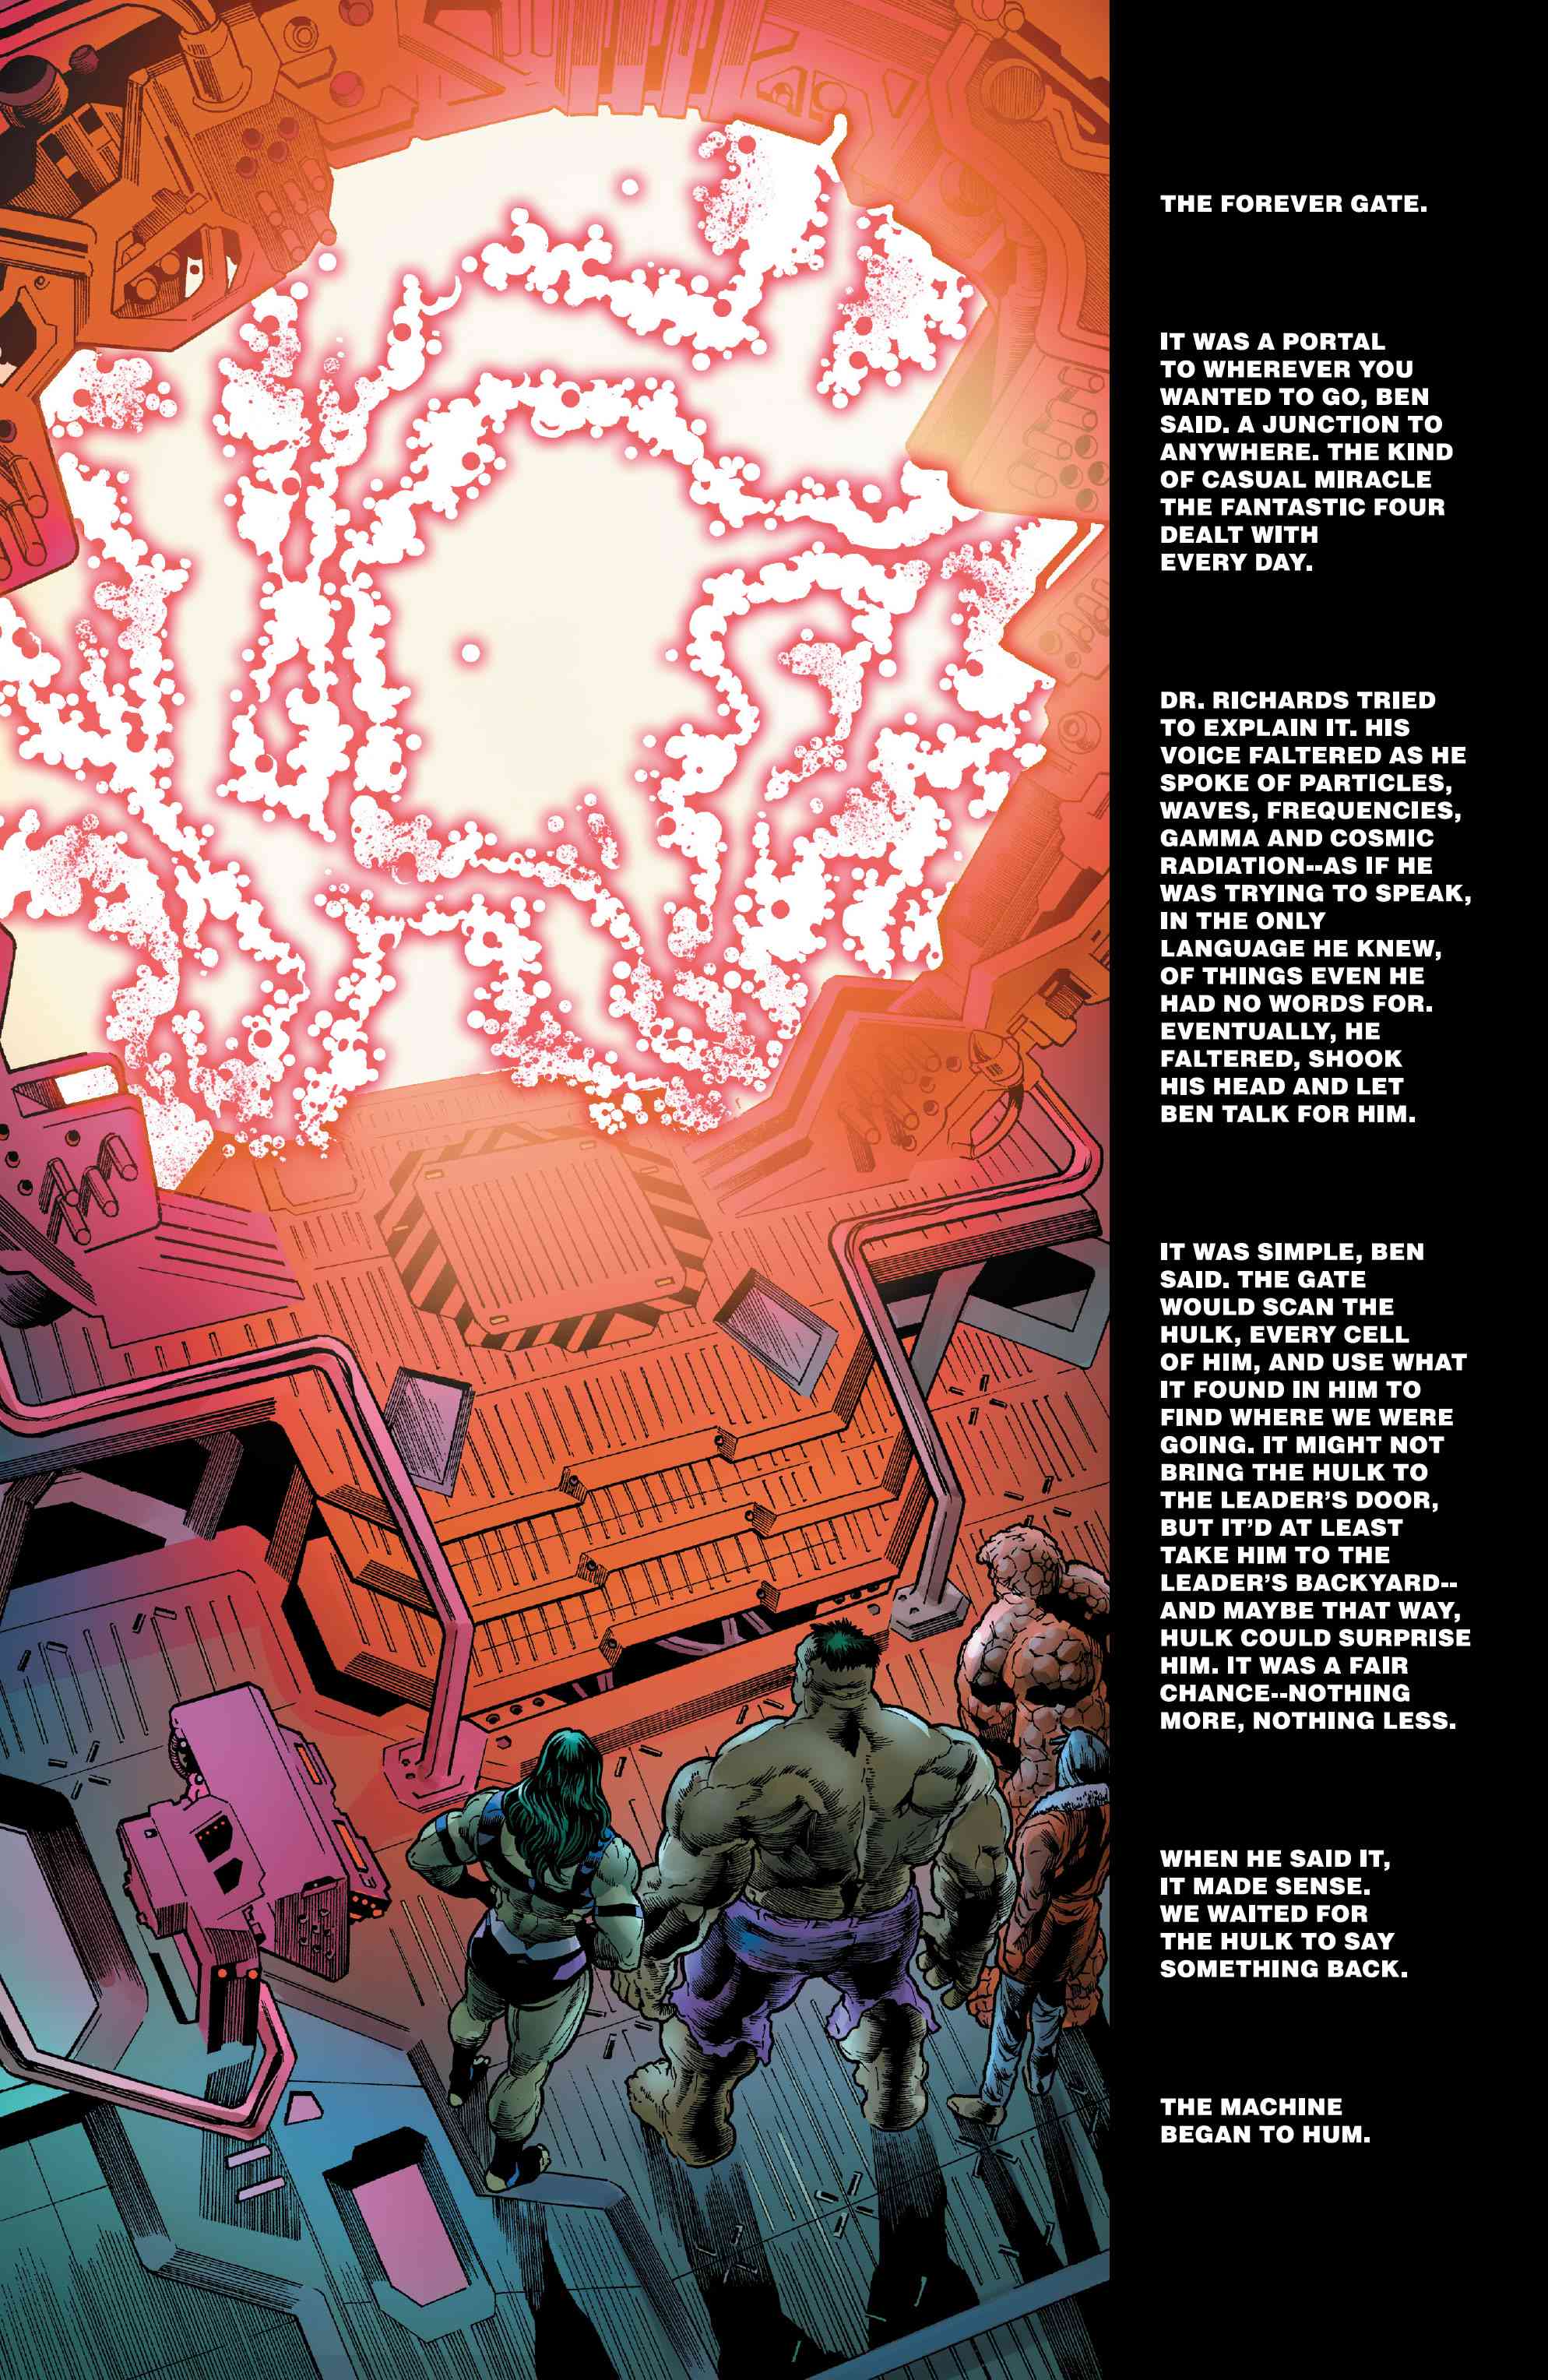 THE FOREVER GATE.
IT WAS A PORTAL
TO WHEREVER YOU
WANTED TO GO, BEN
SAID. A JUNCTION TO
ANYWHERE. THE KIND
OF CASUAL MIRACLE
THE FANTASTIC FOUR
DEALT WITH
EVERY DAY.
DR. RICHARDS TRIED
TO EXPLAIN IT. HIS
VOICE FALTERED AS HE
SPOKE OF PARTICLES,
WAVES, FREQUENCIES,
GAMMA AND COSMIC
RADIATION--AS IF HE
WAS TRYING TO SPEAK,
IN THE ONLY
LANGUAGE HE KNEW,
OF THINGS EVEN HE
HAD NO WORDS FOR.
EVENTUALLY, HE
FALTERED, SHOOK
HIS HEAD AND LET
BEN TALK FOR HIM.
IT WAS SIMPLE, BEN
SAID. THE GATE
WOULD SCAN THE
HULK, EVERY CELL
OF HIM, AND USE WHAT
IT FOUND IN HIM TO
FIND WHERE WE WERE
GOING. IT MIGHT NOT
BRING THE HULK TO
THE LEADER'S DOOR,
BUT IT'D AT LEAST
TAKE HIM TO THE
LEADER'S BACKYARD--
AND MAYBE THAT WAY,
HULK COULD SURPRISE
HIM. IT WAS A FAIR
CHANCE--NOTHING
MORE, NOTHING LESS.
WHEN HE SAID IT,
IT MADE SENSE.
WE WAITED FOR
THE HULK TO SAY
SOMETHING BACK.
THE MACHINE
BEGAN TO HUM.